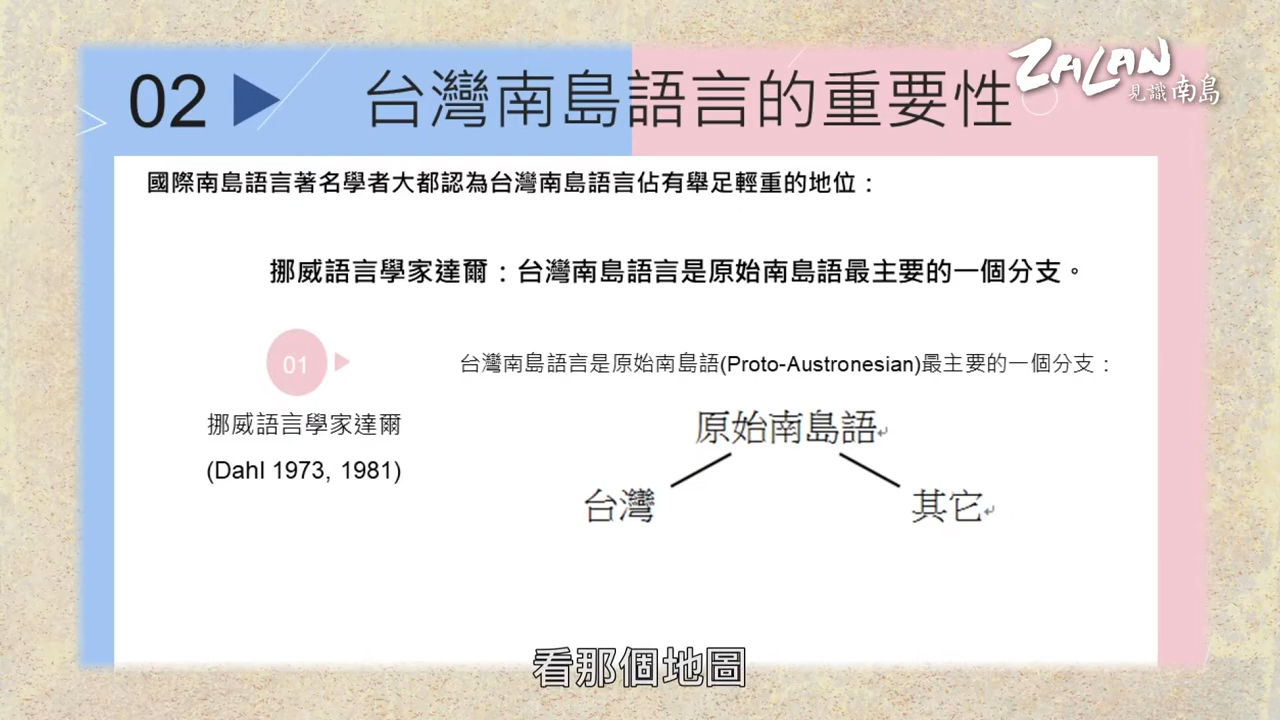 02
台灣南島語言的重要性
ZALAN
見識南島
國際南島語言著名學者大都認為台灣南島語言佔有舉足輕重的地位：
挪威語言學家達爾：台灣南島語言是原始南島語最主要的一個分支。
01
挪威語言學家達爾
(Dahl 1973, 1981)
台灣南島語言是原始南島語(Proto-Austronesian)最主要的一個分支：
原始南島語↵
台灣
其它↵
看那個地圖